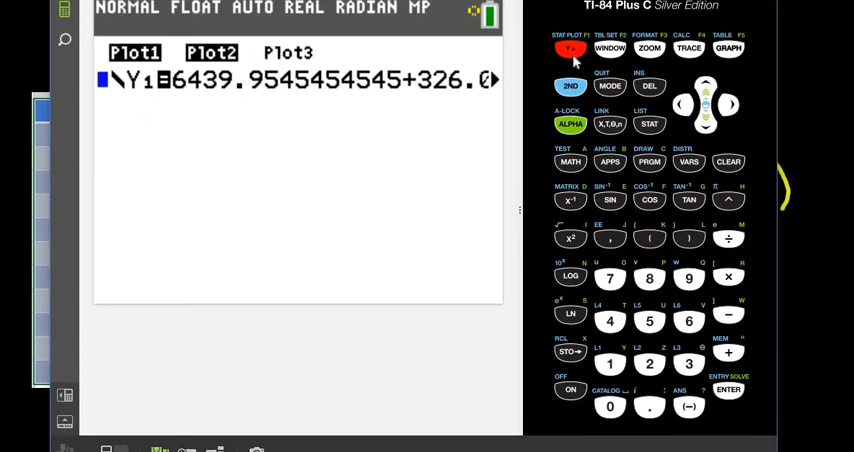 NORMAL FLOAT AUTO REAL RADIAN MP
Plot1 Plot2 Plot3
\Y₁=6439.9545454545+326.0
TI-84 Plus C Silver Edition
STAT PLOT F1 TBL SET F2 FORMAT F3 CALC F4 TABLE F5
Y= WINDOW ZOOM TRACE GRAPH
QUIT INS
2ND MODE DEL
A-LOCK LINK LIST
ALPHA X,T,Θ,n STAT
TEST A ANGLE B DRAW C DISTR
MATH APPS PRGM VARS CLEAR
MATRIX D SIN⁻¹ E COS⁻¹ F TAN⁻¹ G π H
X⁻¹ SIN COS TAN ^
√ I EE J { K } L e M
X² , ( ) ÷
10ˣ N u O v P w Q [ R
LOG 7 8 9 ×
eˣ S L4 T L5 U L6 V ] W
LN 4 5 6 −
RCL X L1 Y L2 Z L3 Θ MEM "
STO→ 1 2 3 +
OFF CATALOG i : ANS ? ENTRY SOLVE
ON 0 . (−) ENTER